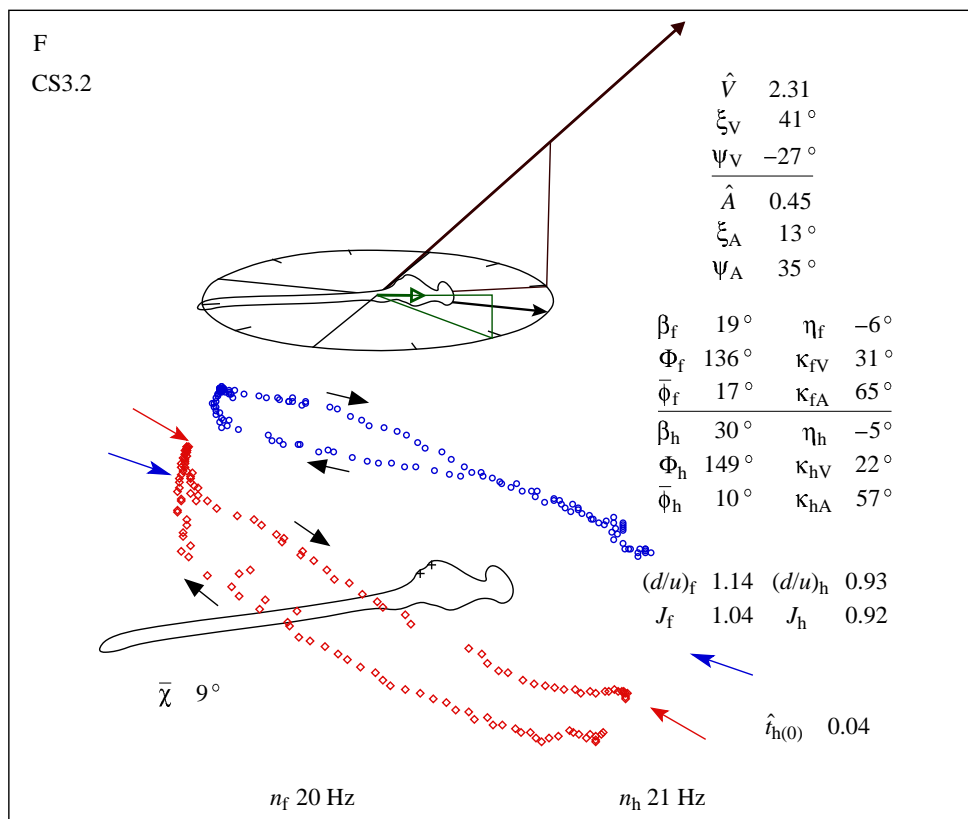 F
CS3.2
V̂ 2.31
ξV 41°
ψV –27°
Â 0.45
ξA 13°
ψA 35°
βf 19° ηf –6°
Φf 136° κfV 31°
ϕ̅f 17° κfA 65°
βh 30° ηh –5°
Φh 149° κhV 22°
ϕ̅h 10° κhA 57°
(d/u)f 1.14 (d/u)h 0.93
Jf 1.04 Jh 0.92
χ̅ 9°
t̂h(0) 0.04
nf 20 Hz nh 21 Hz